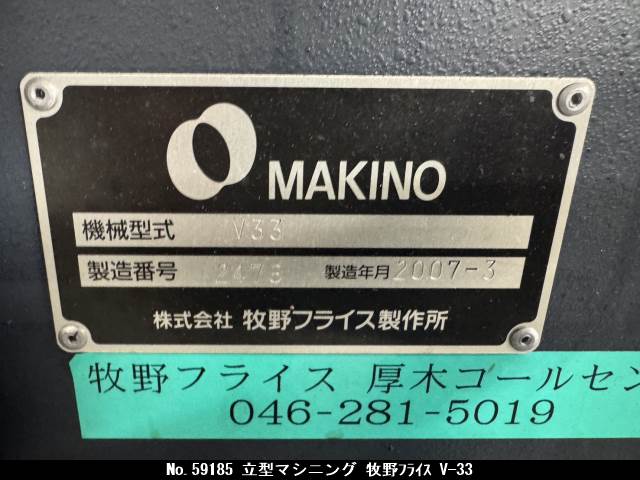 MAKINO
機械型式 V33
製造番号 2473 製造年月 2007-3
株式会社 牧野フライス製作所
牧野フライス 厚木コールセン
046-281-5019
No.59185 立型マシニング 牧野ﾌﾗｲｽ V-33